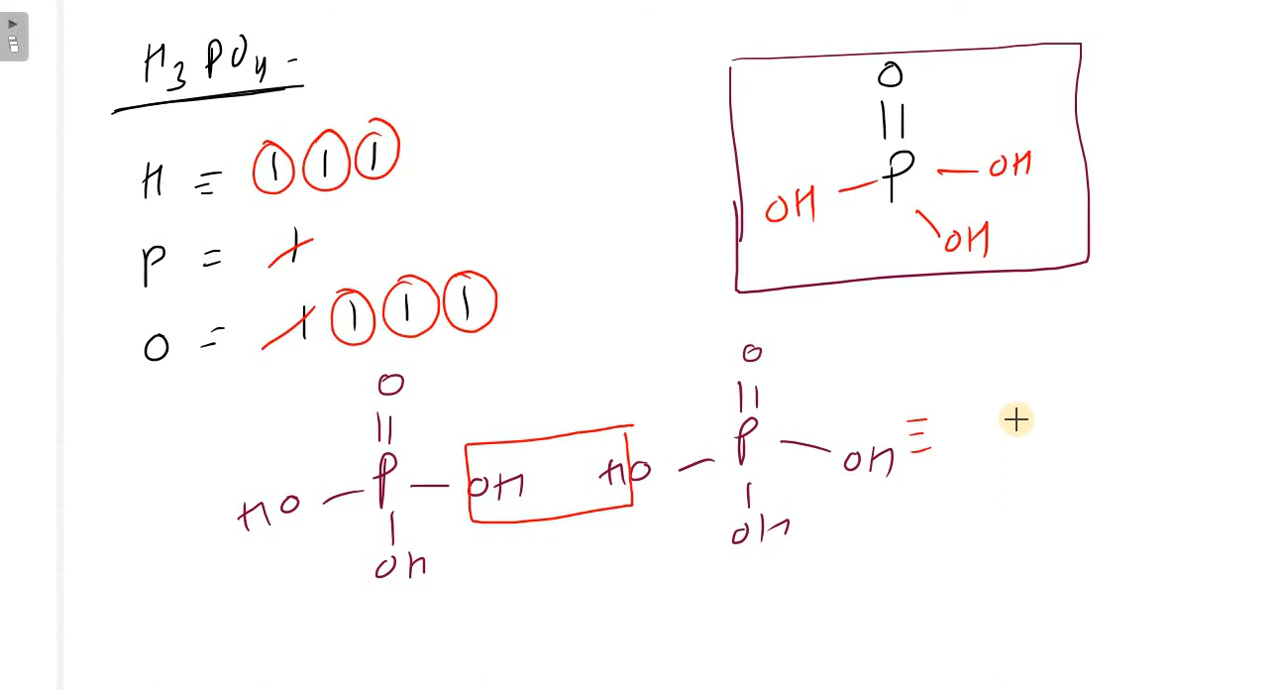 H3PO4 -
H = 1 1 1
P = 1
O = 1 1 1 1
O
||
OH — P — OH
\ OH
O
||
HO — P — OH
|
OH
O
||
HO — P — OH =
|
OH
+